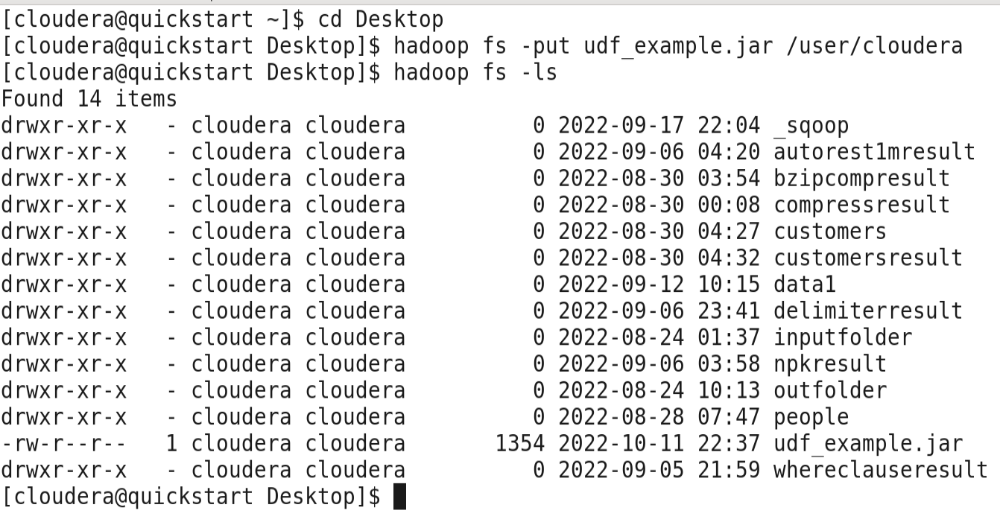 [cloudera@quickstart ~]$ cd Desktop
[cloudera@quickstart Desktop]$ hadoop fs -put udf_example.jar /user/cloudera
[cloudera@quickstart Desktop]$ hadoop fs -ls
Found 14 items
drwxr-xr-x   - cloudera cloudera          0 2022-09-17 22:04 _sqoop
drwxr-xr-x   - cloudera cloudera          0 2022-09-06 04:20 autorest1mresult
drwxr-xr-x   - cloudera cloudera          0 2022-08-30 03:54 bzipcompresult
drwxr-xr-x   - cloudera cloudera          0 2022-08-30 00:08 compressresult
drwxr-xr-x   - cloudera cloudera          0 2022-08-30 04:27 customers
drwxr-xr-x   - cloudera cloudera          0 2022-08-30 04:32 customersresult
drwxr-xr-x   - cloudera cloudera          0 2022-09-12 10:15 data1
drwxr-xr-x   - cloudera cloudera          0 2022-09-06 23:41 delimiterresult
drwxr-xr-x   - cloudera cloudera          0 2022-08-24 01:37 inputfolder
drwxr-xr-x   - cloudera cloudera          0 2022-09-06 03:58 npkresult
drwxr-xr-x   - cloudera cloudera          0 2022-08-24 10:13 outfolder
drwxr-xr-x   - cloudera cloudera          0 2022-08-28 07:47 people
-rw-r--r--   1 cloudera cloudera       1354 2022-10-11 22:37 udf_example.jar
drwxr-xr-x   - cloudera cloudera          0 2022-09-05 21:59 whereclauseresult
[cloudera@quickstart Desktop]$